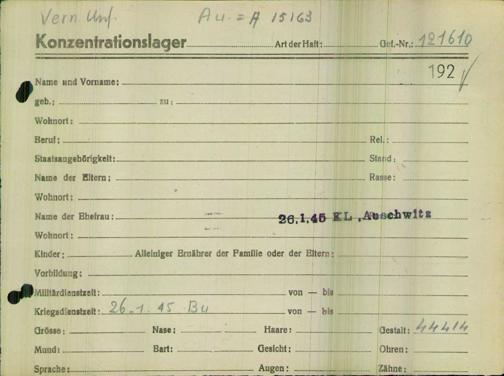 Vern. Unf. Au. = A 15163
Konzentrationslager Art der Haft: Gef.-Nr.: 121610
192
Name und Vorname:
geb.: zu:
Wohnort:
Beruf: Rel.:
Staatsangehörigkeit: Stand:
Name der Eltern: Rasse:
Wohnort:
Name der Ehefrau: 26.1.45 KL. Auschwitz
Wohnort:
Kinder: Alleiniger Ernährer der Familie oder der Eltern:
Vorbildung:
Militärdienstzeit: von — bis
Kriegsdienstzeit: 26.1.45 Bu von — bis
Grösse: Nase: Haare: Gestalt: 44414
Mund: Bart: Gesicht: Ohren:
Sprache: Augen: Zähne: